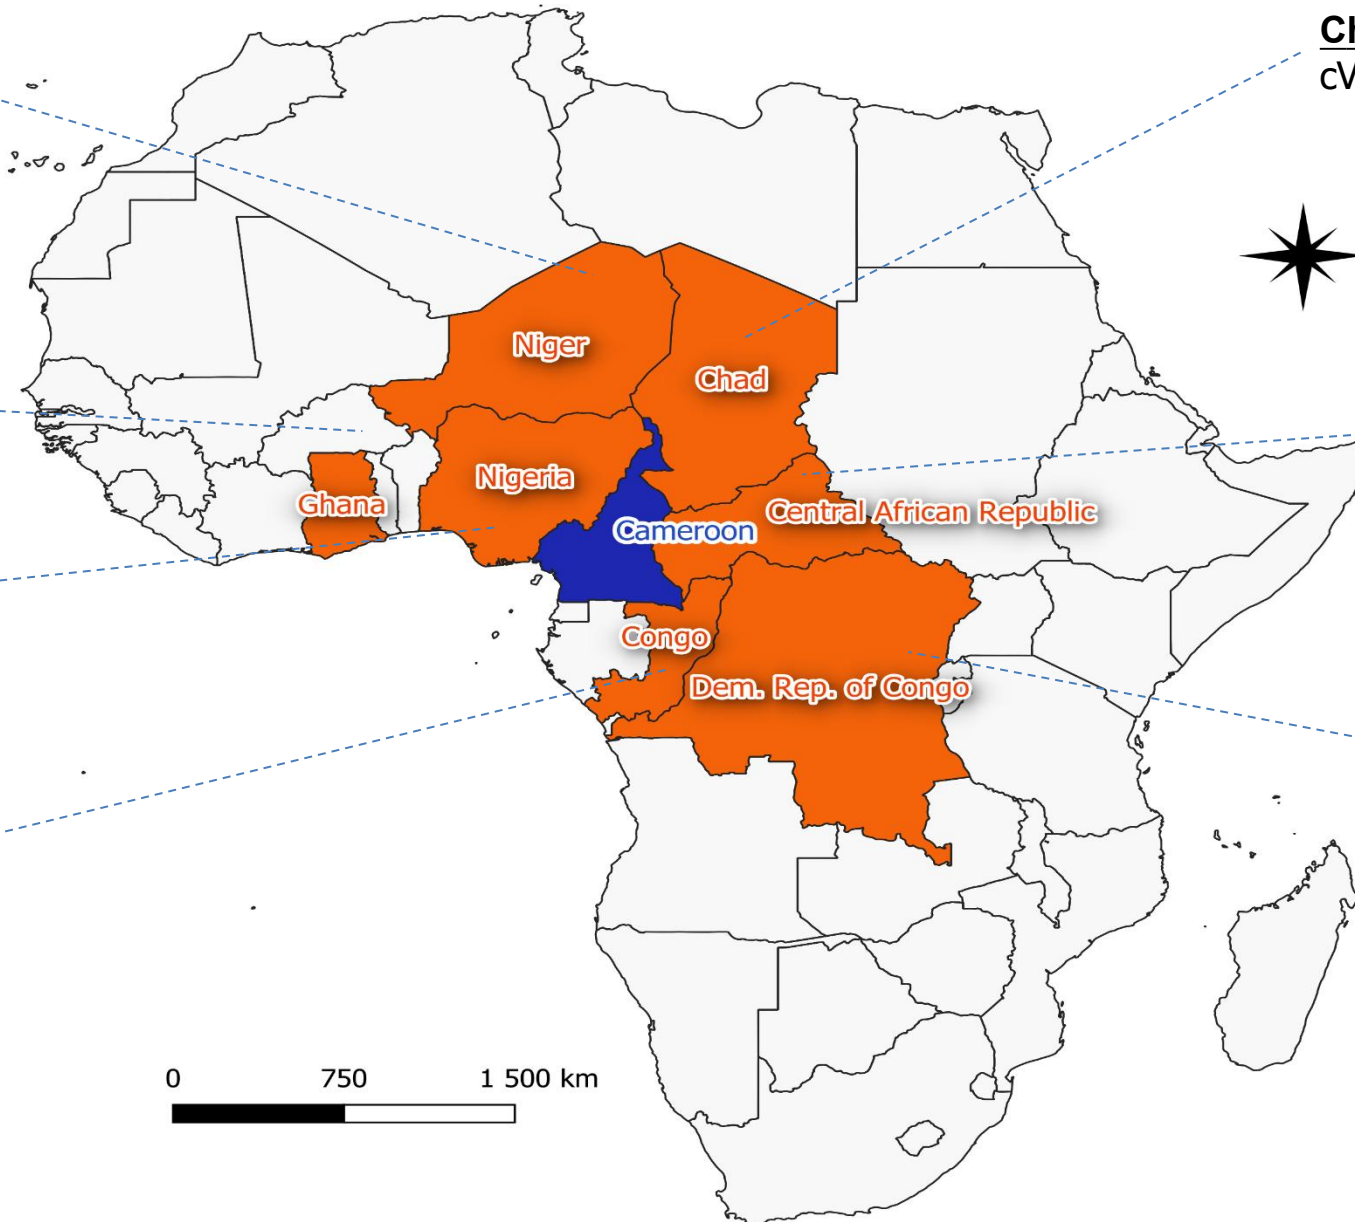 Niger
Chad
Nigeria
Ghana
Central African Republic
Cameroon
Congo
Dem. Rep. of Congo
0 750 1 500 km